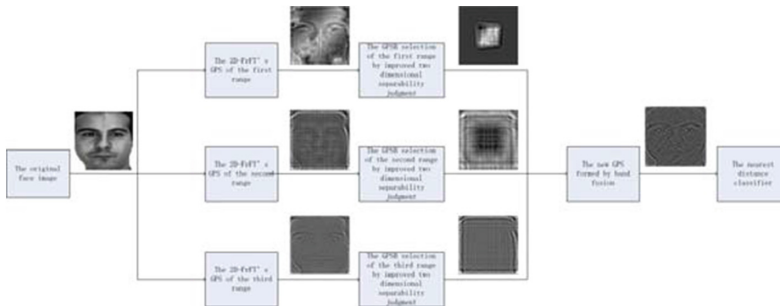 The original
face image
The 2D-FrFT's
GPS of the first
range
The GPSB selection
of the first range
by improved two
dimensional
separability
judgment
The 2D-FrFT's
GPS of the second
range
The GPSB selection
of the second range
by improved two
dimensional
separability
judgment
The 2D-FrFT's
GPS of the third
range
The GPSB selection
of the third range
by improved two
dimensional
separability
judgment
The new GPS
formed by band
fusion
The nearest
distance
classifier